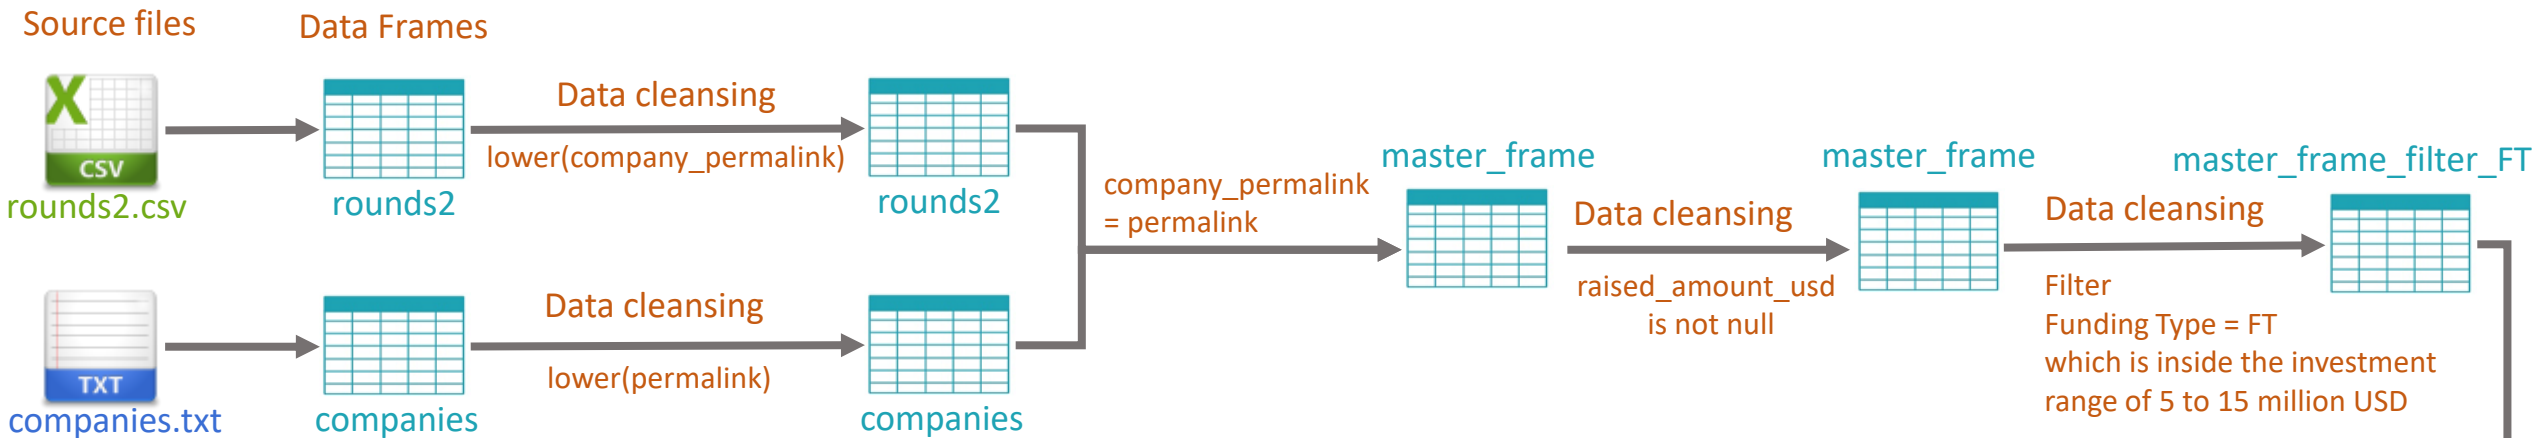 Source files
Data Frames
X
CSV
rounds2.csv
rounds2
Data cleansing
lower(company_permalink)
rounds2
TXT
companies.txt
companies
Data cleansing
lower(permalink)
companies
company_permalink
= permalink
master_frame
Data cleansing
raised_amount_usd
is not null
master_frame
master_frame_filter_FT
Data cleansing
Filter
Funding Type = FT
which is inside the investment
range of 5 to 15 million USD